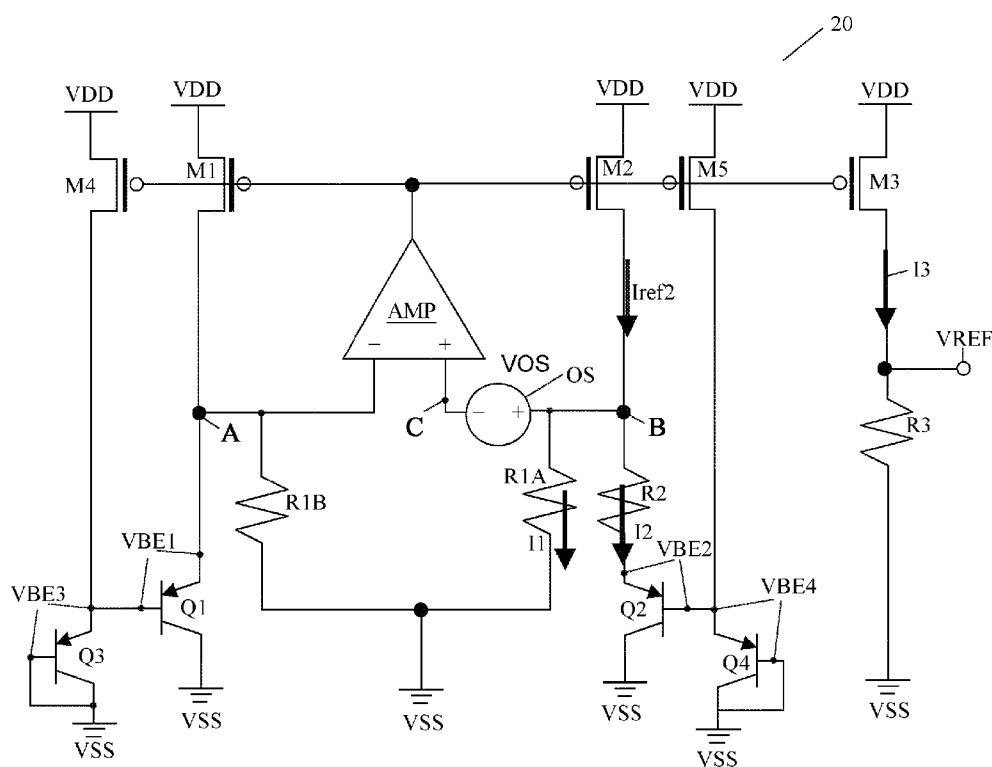 20
VDD VDD VDD VDD VDD
M4 M1 M2 M5 M3
AMP
− +
Iref2
I3
VREF
VOS
OS
− +
A C B
R3
R1B R1A R2
I1 I2
VBE1 VBE2
VBE3 VBE4
Q1 Q2
Q3 Q4
VSS VSS VSS VSS
VSS VSS